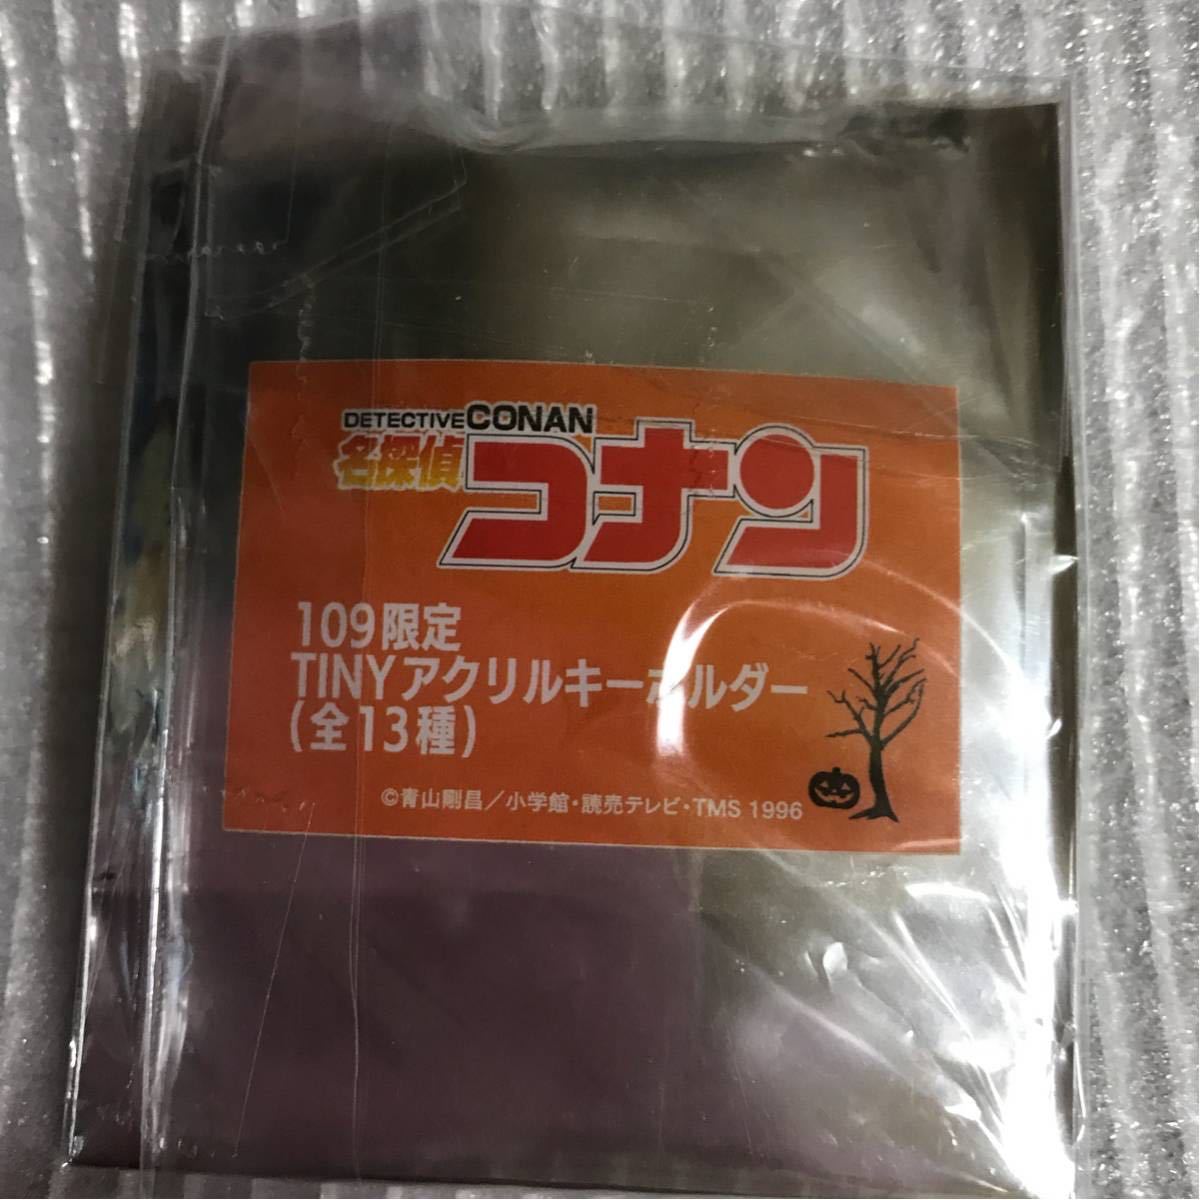 DETECTIVE CONAN
名探偵コナン
109限定
TINYアクリルキーホルダー
(全13種)
©青山剛昌／小学館・読売テレビ・TMS 1996